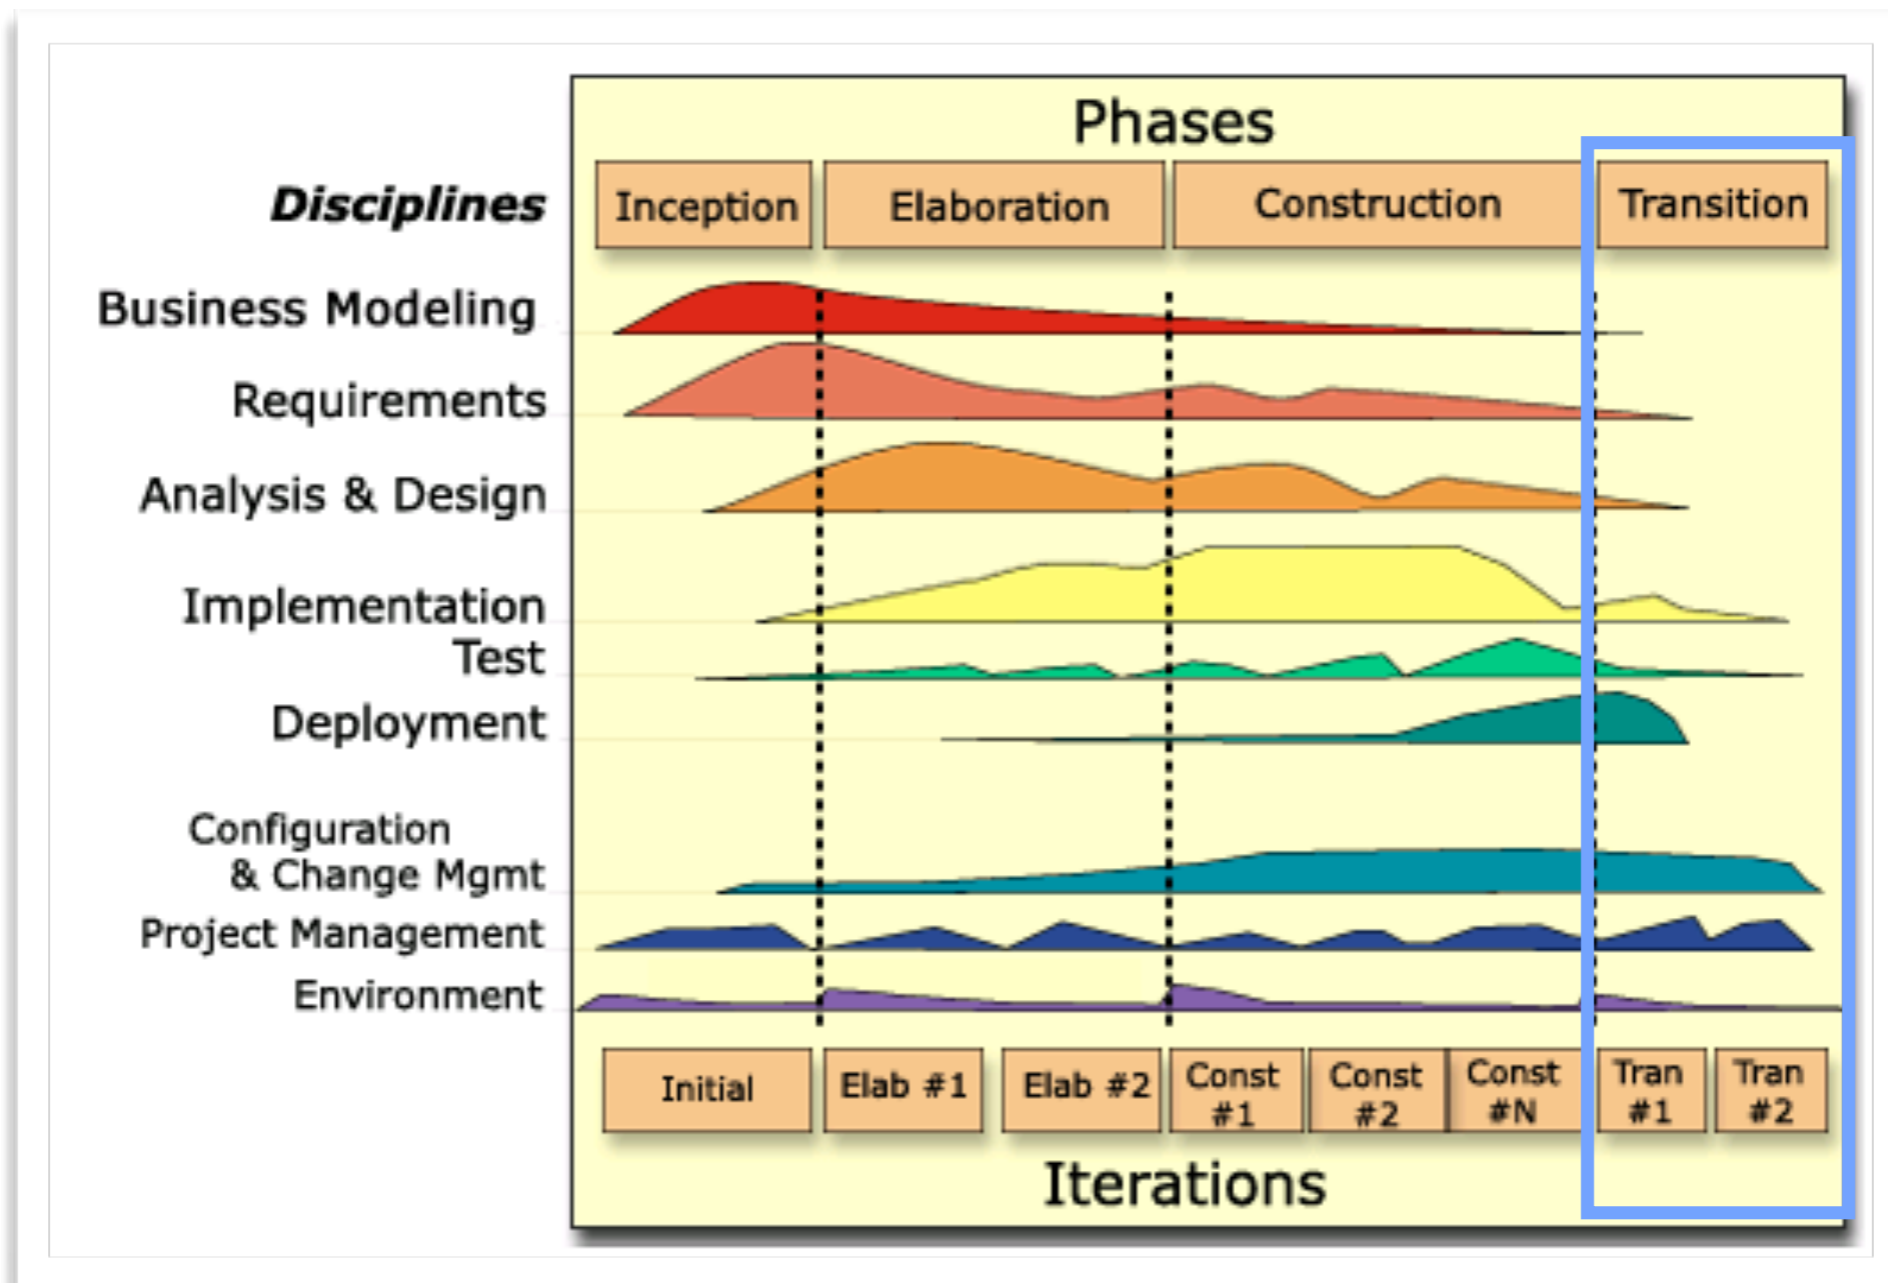 Phases
Disciplines
Inception
Elaboration
Construction
Transition
Business Modeling
Requirements
Analysis & Design
Implementation
Test
Deployment
Configuration
& Change Mgmt
Project Management
Environment
Initial
Elab #1
Elab #2
Const
#1
Const
#2
Const
#N
Tran
#1
Tran
#2
Iterations